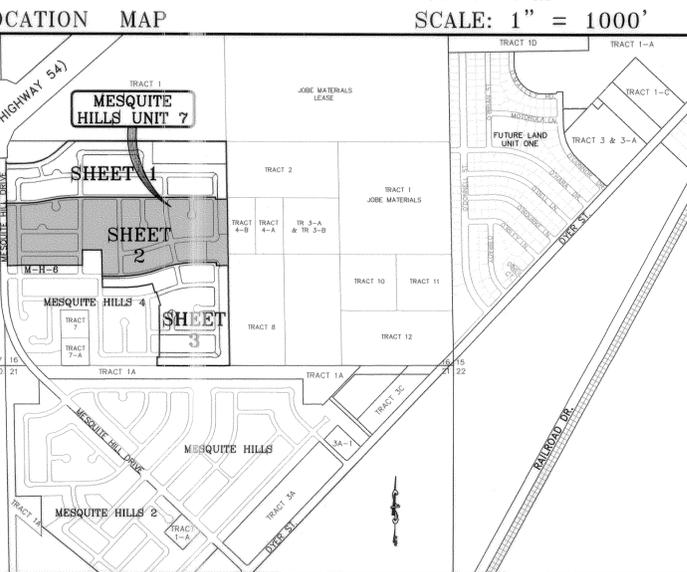 OCATION MAP
SCALE: 1" = 1000'
TRACT 1D
TRACT 1-A
HIGHWAY 54)
TRACT 1
JOBE MATERIALS
LEASE
TRACT 1-C
MESQUITE
HILLS UNIT 7
MOTOROLA LN.
FUTURE LAND
UNIT ONE
TRACT 3 & 3-A
SHEET 1
TRACT 2
TRACT 1
JOBE MATERIALS
MESQUITE HILL DRIVE
SHEET
2
TRACT
4-B
TRACT
4-A
TR 3-A
& TR 3-B
DYER ST.
M-H-6
TRACT 10
TRACT 11
MESQUITE HILLS 4
TRACT
7
TRACT
7-A
SHEET
3
TRACT 8
TRACT 12
16
21
16 15
21 22
TRACT 1A
TRACT 1A
TRACT 3C
MESQUITE HILL DRIVE
MESQUITE HILLS
3A-1
RAILROAD DR.
TRACT 3A
MESQUITE HILLS 2
TRACT 1A
TRACT
1-A
DYER ST.